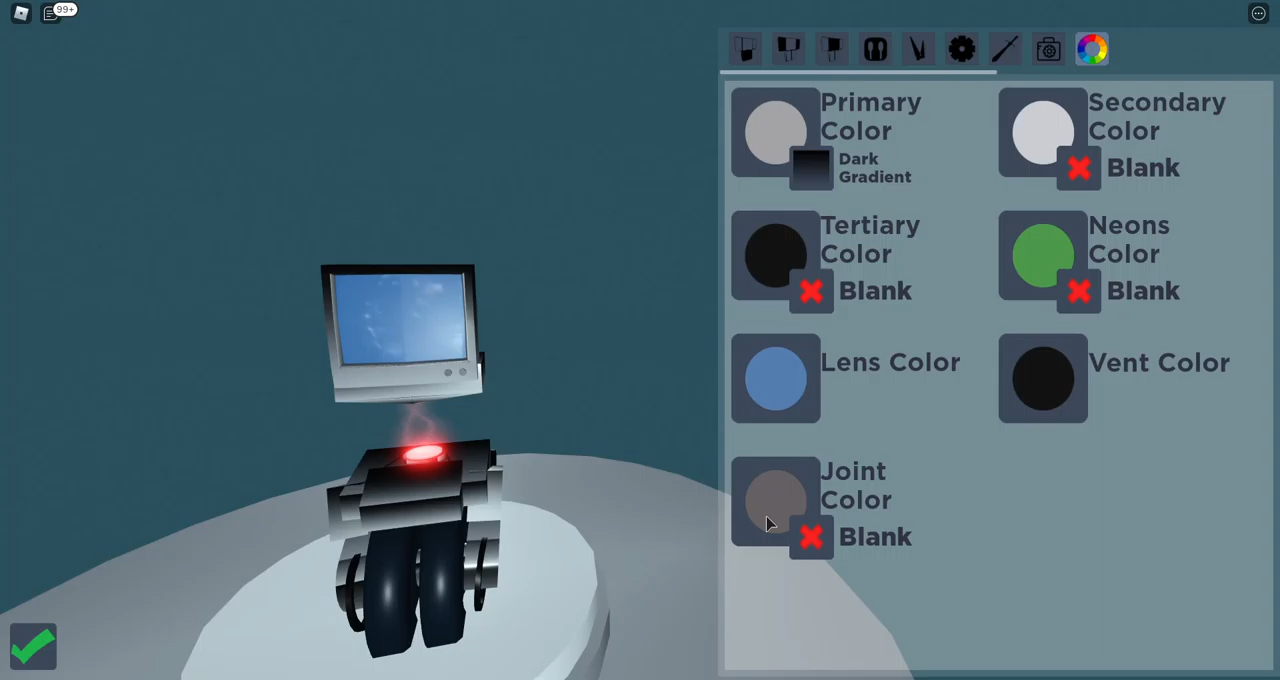 99+
Primary
Color
Dark
Gradient
Secondary
Color
Blank
Tertiary
Color
Blank
Neons
Color
Blank
Lens Color
Vent Color
Joint
Color
Blank